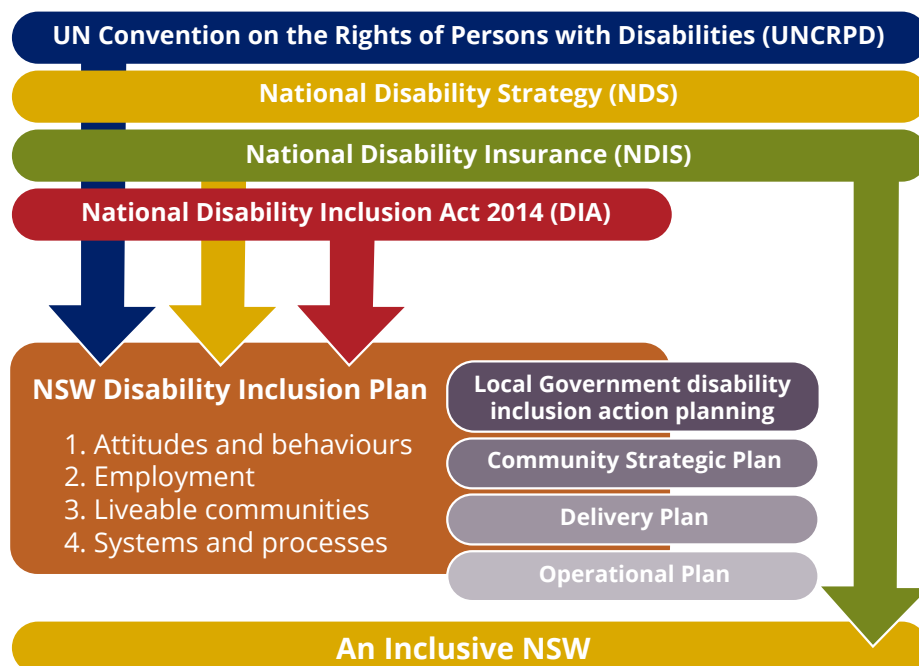 UN Convention on the Rights of Persons with Disabilities (UNCRPD)
National Disability Strategy (NDS)
National Disability Insurance (NDIS)
National Disability Inclusion Act 2014 (DIA)
NSW Disability Inclusion Plan
1. Attitudes and behaviours
2. Employment
3. Liveable communities
4. Systems and processes
Local Government disability
inclusion action planning
Community Strategic Plan
Delivery Plan
Operational Plan
An Inclusive NSW